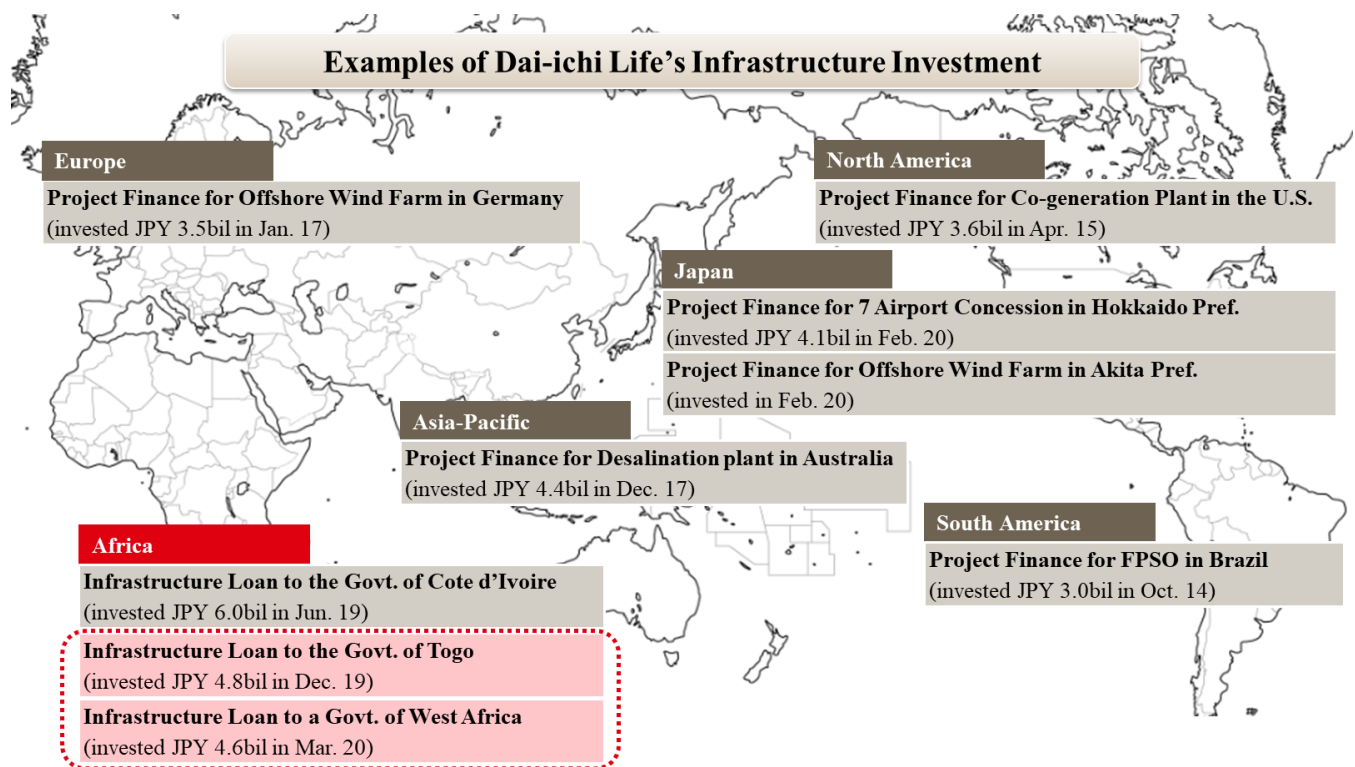 Examples of Dai-ichi Life’s Infrastructure Investment
Europe
Project Finance for Offshore Wind Farm in Germany
(invested JPY 3.5bil in Jan. 17)
North America
Project Finance for Co-generation Plant in the U.S.
(invested JPY 3.6bil in Apr. 15)
Japan
Project Finance for 7 Airport Concession in Hokkaido Pref.
(invested JPY 4.1bil in Feb. 20)
Project Finance for Offshore Wind Farm in Akita Pref.
(invested in Feb. 20)
Asia-Pacific
Project Finance for Desalination plant in Australia
(invested JPY 4.4bil in Dec. 17)
South America
Project Finance for FPSO in Brazil
(invested JPY 3.0bil in Oct. 14)
Africa
Infrastructure Loan to the Govt. of Cote d’Ivoire
(invested JPY 6.0bil in Jun. 19)
Infrastructure Loan to the Govt. of Togo
(invested JPY 4.8bil in Dec. 19)
Infrastructure Loan to a Govt. of West Africa
(invested JPY 4.6bil in Mar. 20)